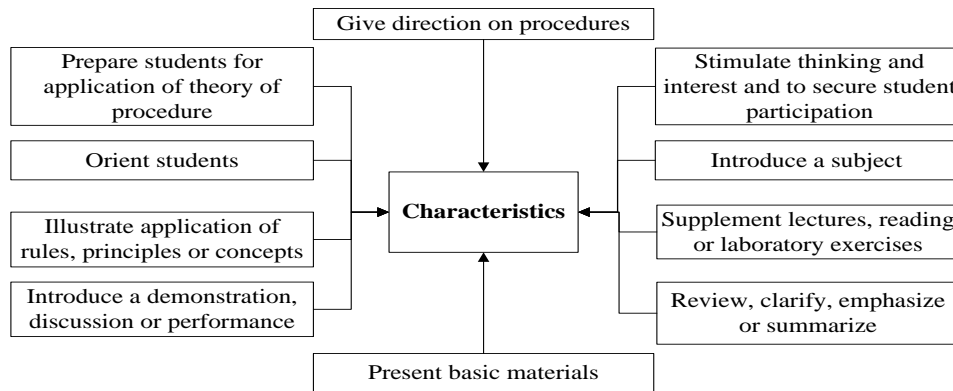 Give direction on procedures
Prepare students for
application of theory of
procedure
Orient students
Illustrate application of
rules, principles or concepts
Introduce a demonstration,
discussion or performance
Characteristics
Stimulate thinking and
interest and to secure student
participation
Introduce a subject
Supplement lectures, reading
or laboratory exercises
Review, clarify, emphasize
or summarize
Present basic materials